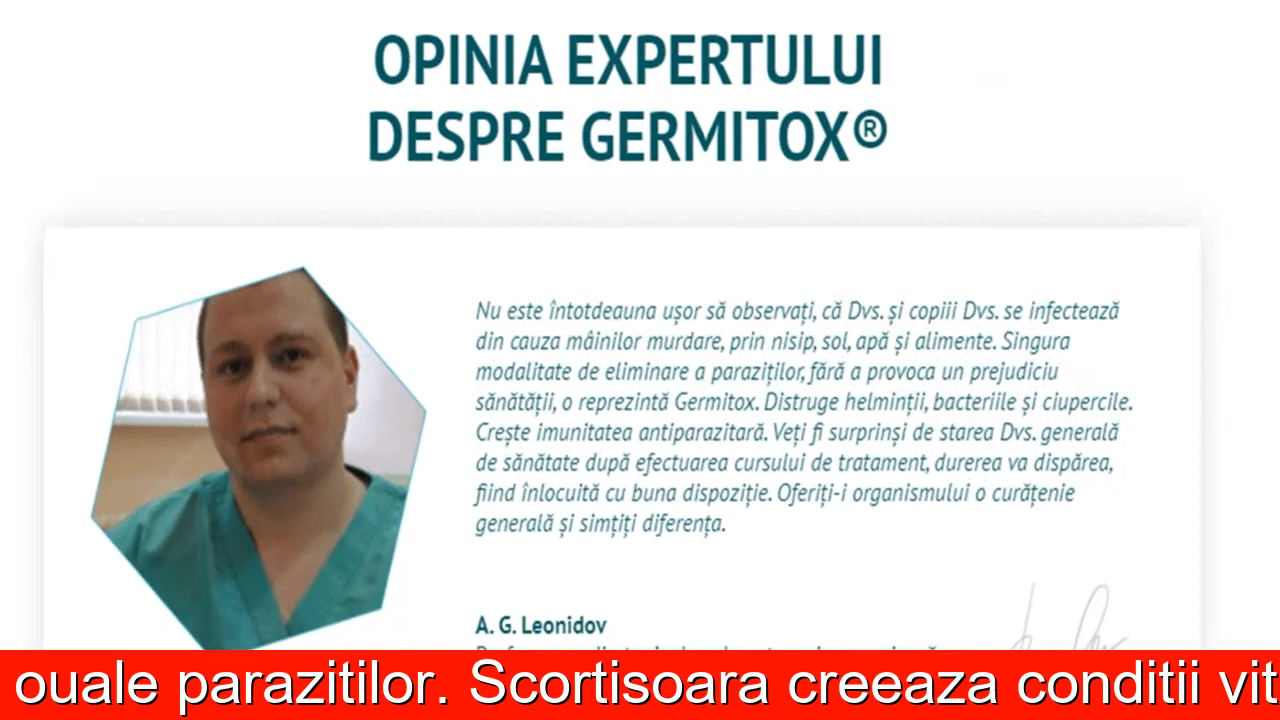 OPINIA EXPERTULUI
DESPRE GERMITOX®
Nu este întotdeauna ușor să observați, că Dvs. și copiii Dvs. se infectează
din cauza mâinilor murdare, prin nisip, sol, apă și alimente. Singura
modalitate de eliminare a paraziților, fără a provoca un prejudiciu
sănătății, o reprezintă Germitox. Distruge helminții, bacteriile și ciupercile.
Crește imunitatea antiparazitară. Veți fi surprinși de starea Dvs. generală
de sănătate după efectuarea cursului de tratament, durerea va dispărea,
fiind înlocuită cu buna dispoziție. Oferiți-i organismului o curățenie
generală și simțiți diferența.
A. G. Leonidov
ouale parazitilor. Scortisoara creeaza conditii vit